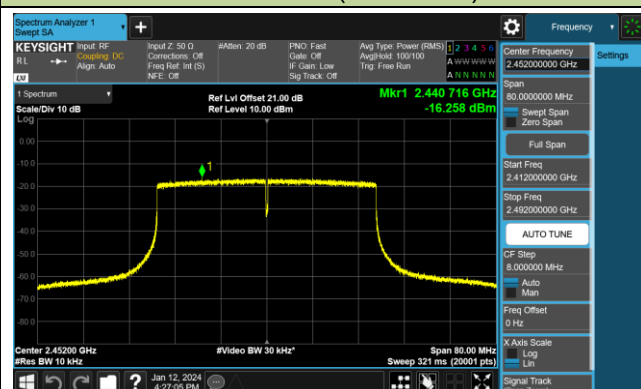 Spectrum Analyzer 1
Swept SA
Frequency
KEYSIGHT
RL
Input: RF
Coupling: DC
Align: Auto
Input Z: 50 Ω
Corrections: Off
Freq Ref: Int (S)
NFE: Off
#Atten: 20 dB
PNO: Fast
Gate: Off
IF Gain: Low
Sig Track: Off
Avg Type: Power (RMS)
Avg|Hold: 100/100
Trig: Free Run
1 2 3 4 5 6
A W W W W W
A N N N N N
LXI
1 Spectrum
Scale/Div 10 dB
Log
Ref Lvl Offset 21.00 dB
Ref Level 10.00 dBm
Mkr1 2.440 716 GHz
-16.258 dBm
1
0.00
-10.0
-20.0
-30.0
-40.0
-50.0
-60.0
-70.0
-80.0
Center 2.45200 GHz
#Res BW 10 kHz
#Video BW 30 kHz*
Span 80.00 MHz
Sweep 321 ms (20001 pts)
Jan 12, 2024
4:27:05 PM
Center Frequency
2.452000000 GHz
Settings
Span
80.0000000 MHz
Swept Span
Zero Span
Full Span
Start Freq
2.412000000 GHz
Stop Freq
2.492000000 GHz
AUTO TUNE
CF Step
8.000000 MHz
Auto
Man
Freq Offset
0 Hz
X Axis Scale
Log
Lin
Signal Track